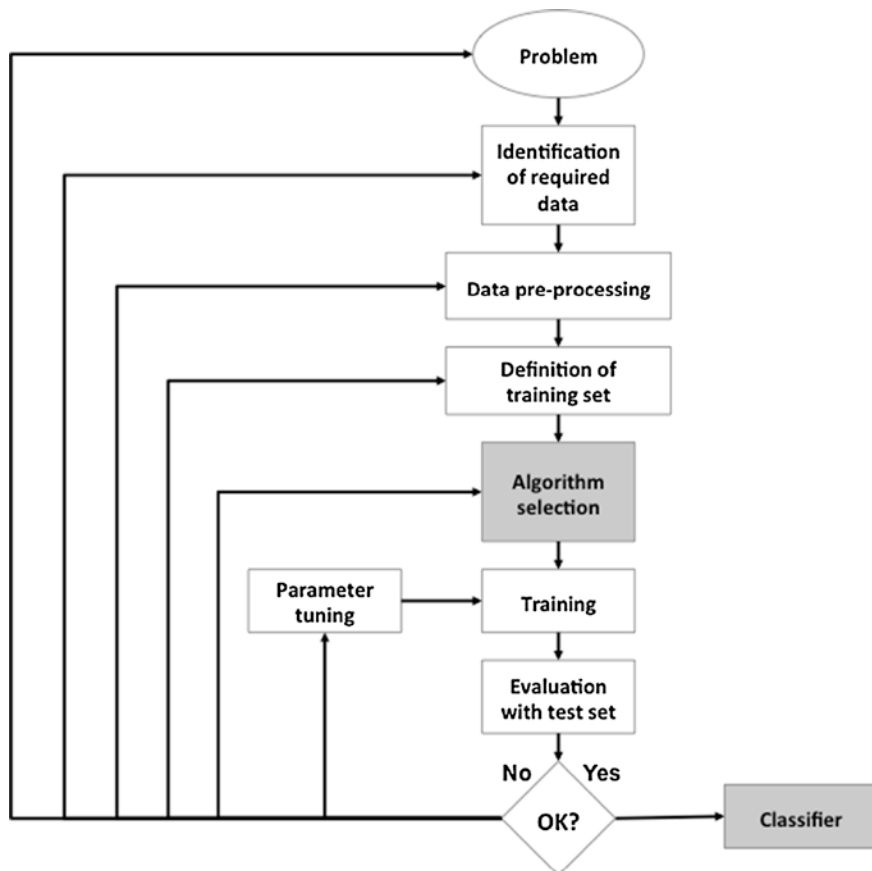 Problem
Identification
of required
data
Data pre-processing
Definition of
training set
Algorithm
selection
Parameter
tuning
Training
Evaluation
with test set
No
Yes
OK?
Classifier